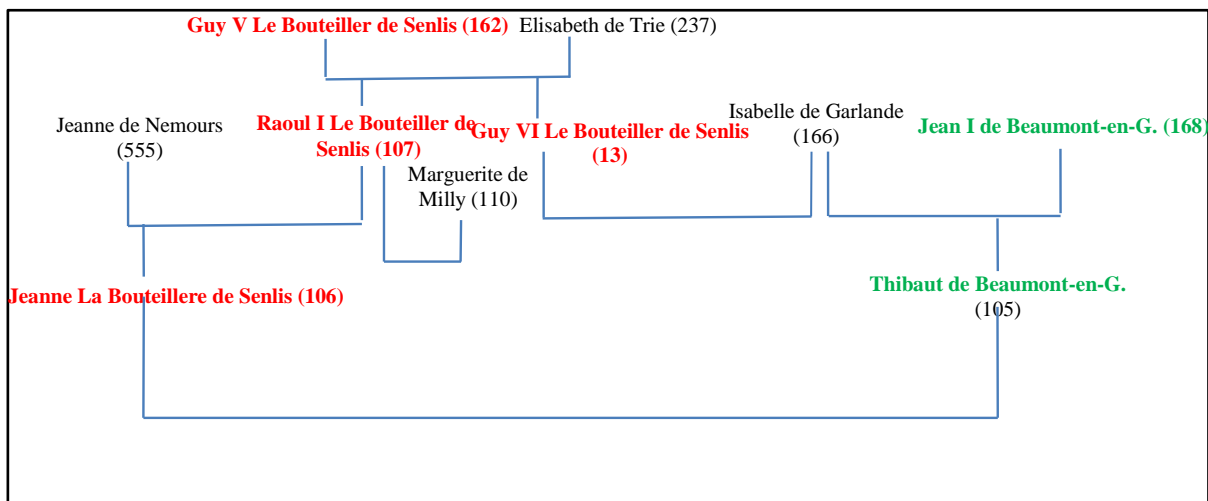 Guy V Le Bouteiller de Senlis (162) Elisabeth de Trie (237)
Jeanne de Nemours
(555)
Raoul I Le Bouteiller de
Senlis (107)
Guy VI Le Bouteiller de Senlis
(13)
Isabelle de Garlande
(166)
Jean I de Beaumont-en-G. (168)
Marguerite de
Milly (110)
Jeanne La Bouteillere de Senlis (106)
Thibaut de Beaumont-en-G.
(105)